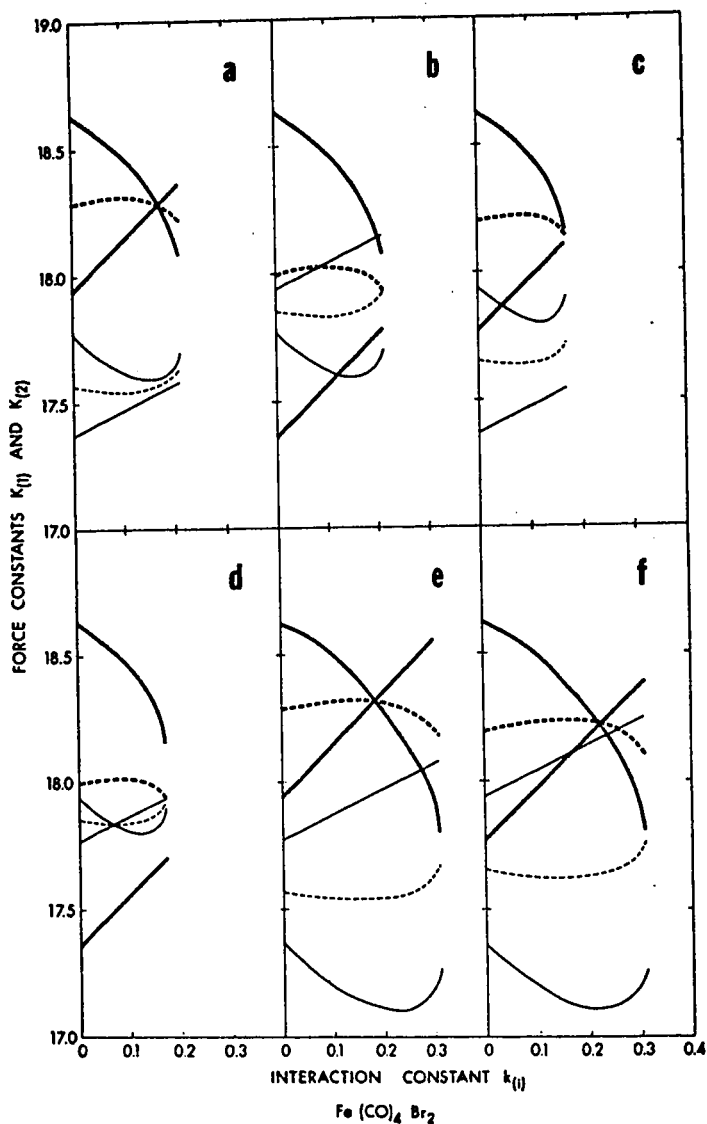 19.0
a
b
c
18.5
18.0
17.5
17.0
d
e
f
18.5
18.0
17.5
17.0
FORCE CONSTANTS K(1) AND K(2)
0 0.1 0.2 0.3 0 0.1 0.2 0.3 0 0.1 0.2 0.3 0.4
INTERACTION CONSTANT k(i)
Fe (CO)4 Br2